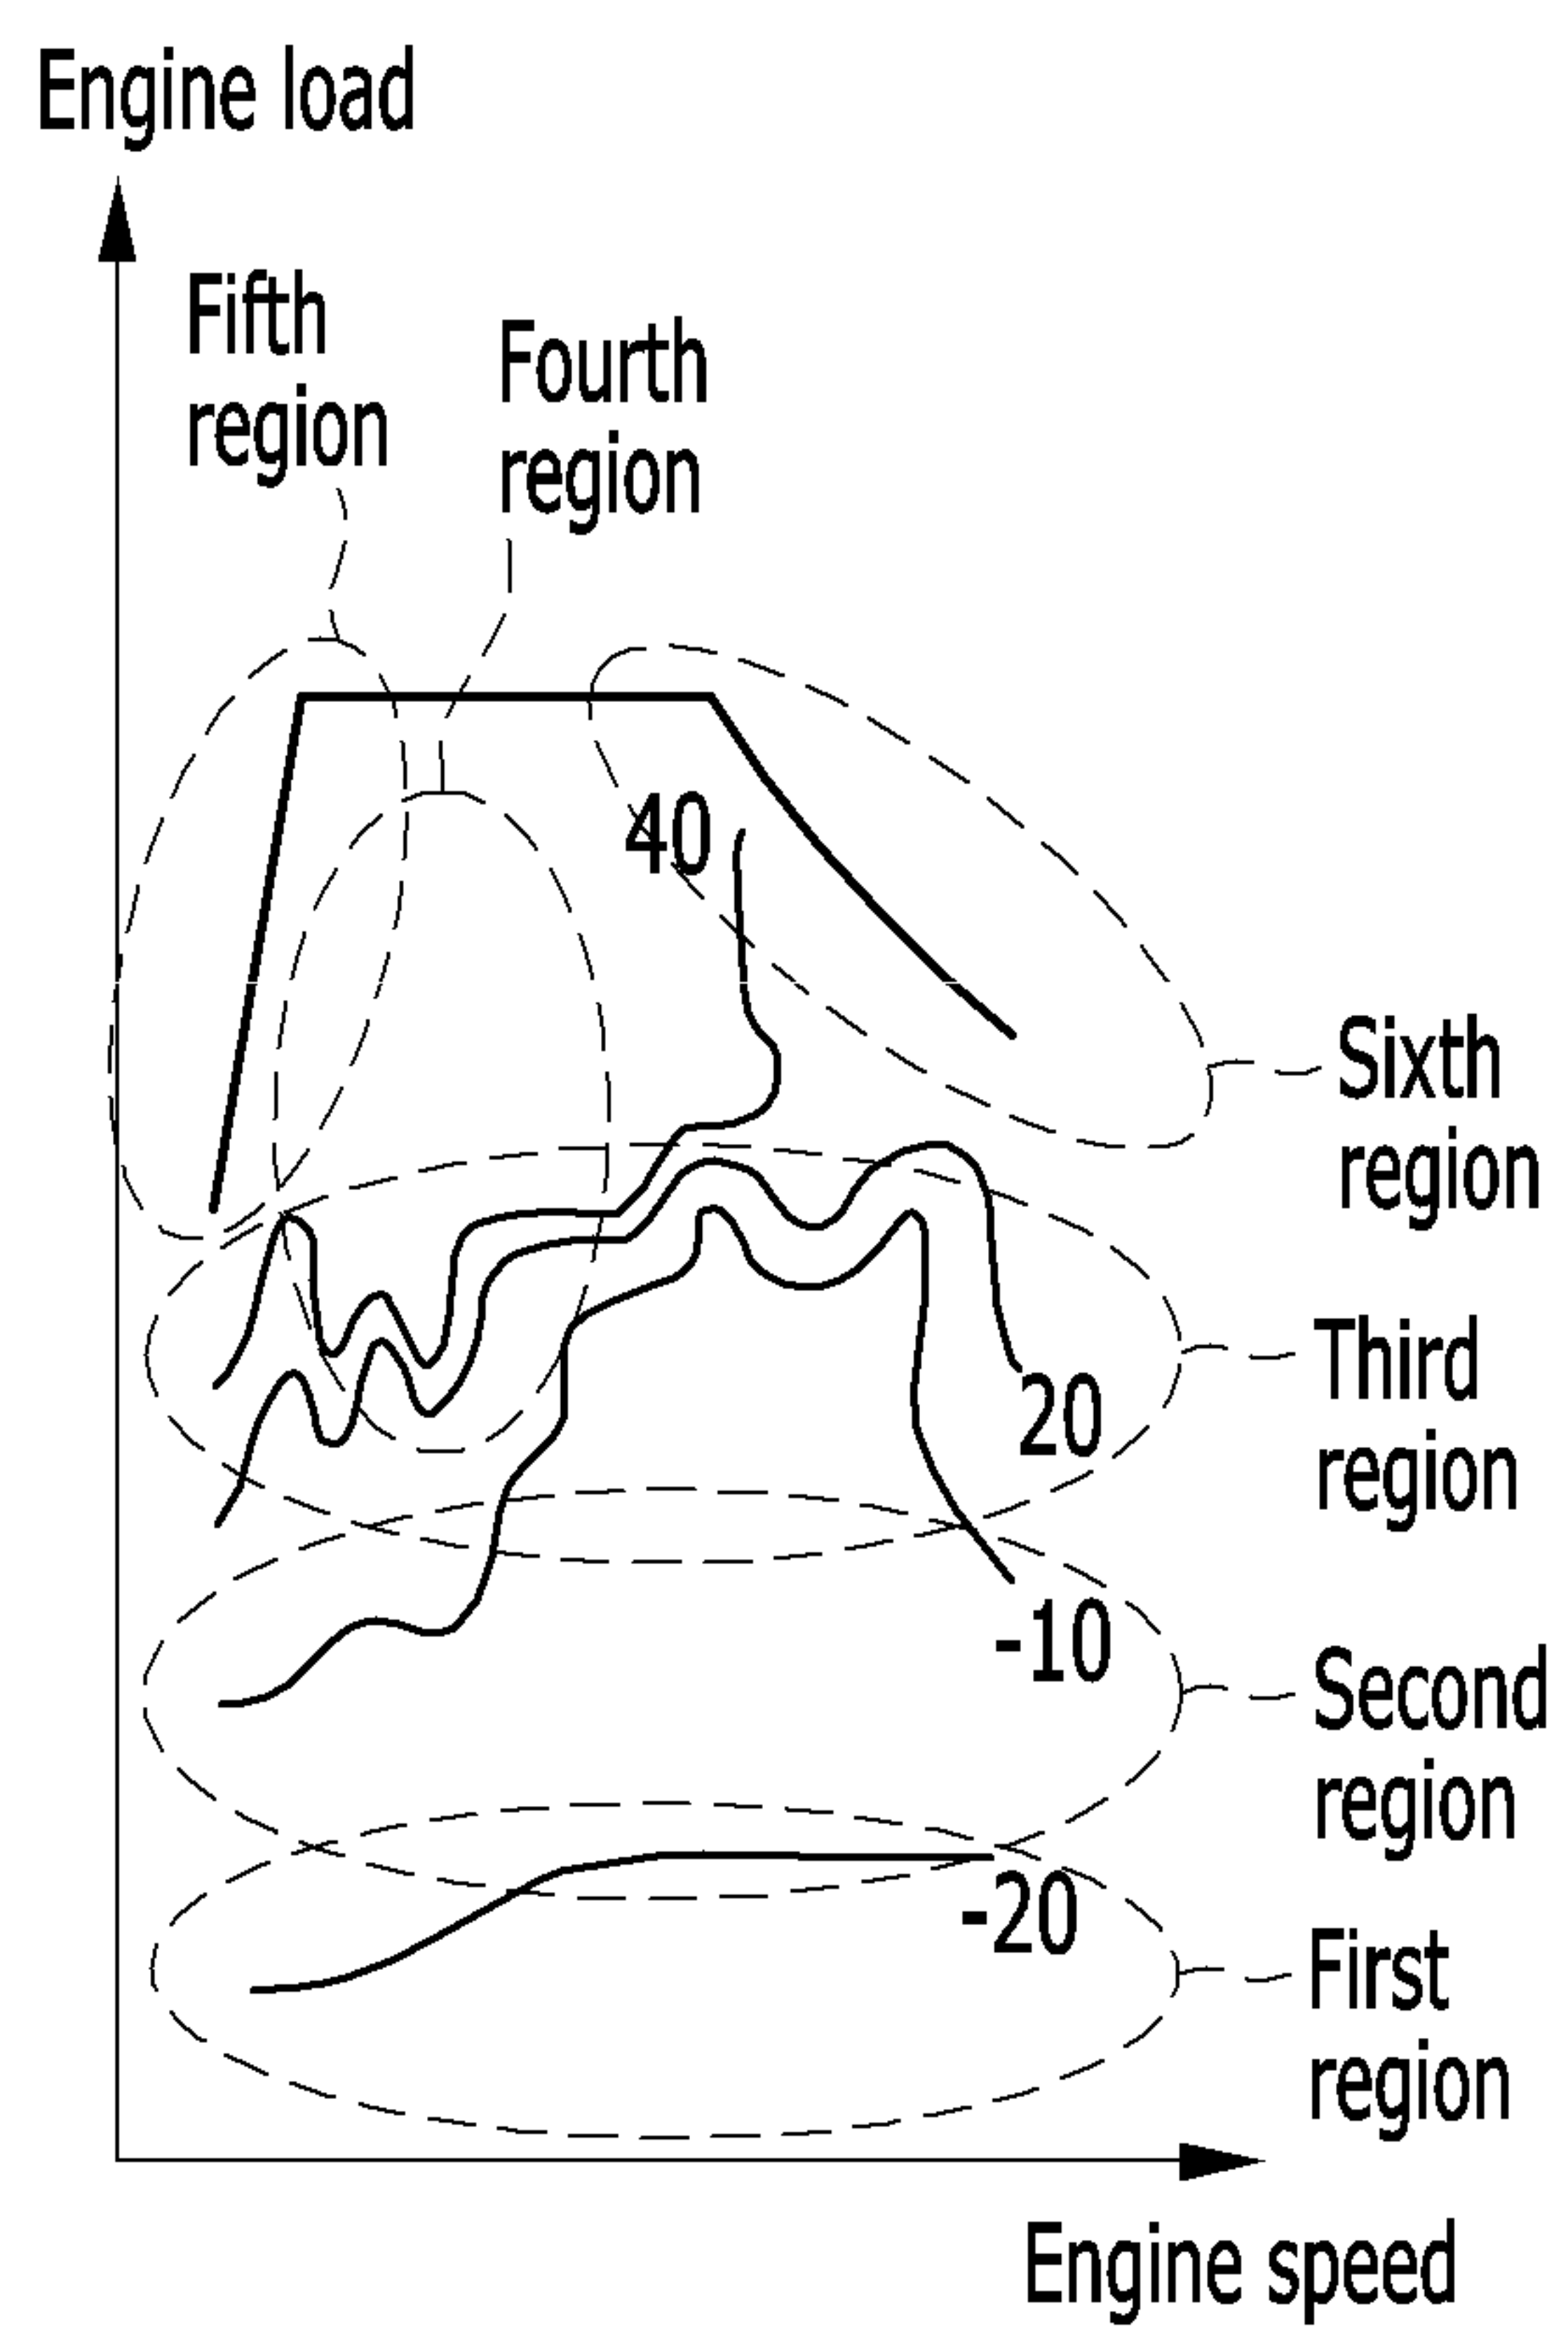 Engine load
Fifth
region
Fourth
region
40
Sixth
region
Third
region
20
-10
Second
region
-20
First
region
Engine speed